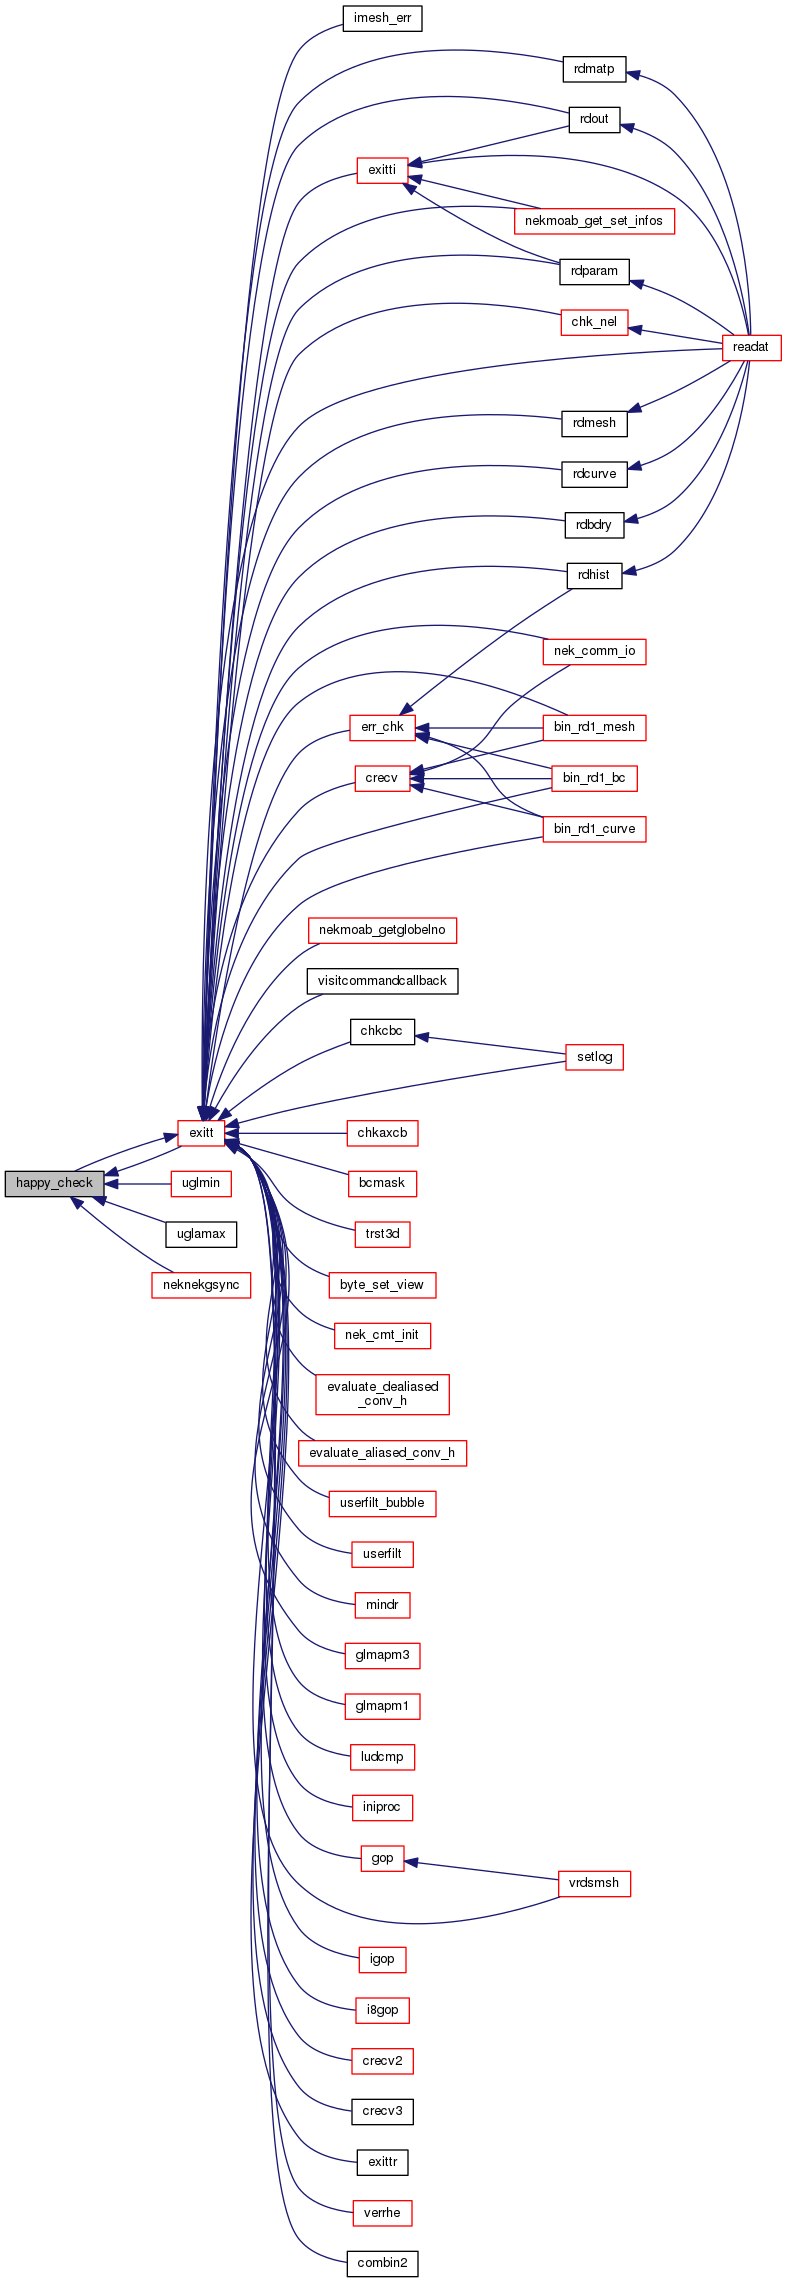 imesh_err
rdmatp
rdout
exitti
nekmoab_get_set_infos
rdparam
chk_nel
readat
rdmesh
rdcurve
rdbdry
rdhist
nek_comm_io
err_chk
bin_rd1_mesh
crecv
bin_rd1_bc
bin_rd1_curve
nekmoab_getglobelno
visitcommandcallback
chkcbc
setlog
exitt
chkaxcb
happy_check
uglmin
bcmask
uglamax
trst3d
neknekgsync
byte_set_view
nek_cmt_init
evaluate_dealiased
_conv_h
evaluate_aliased_conv_h
userfilt_bubble
userfilt
mindr
glmapm3
glmapm1
ludcmp
iniproc
gop
vrdsmsh
igop
i8gop
crecv2
crecv3
exittr
verrhe
combin2